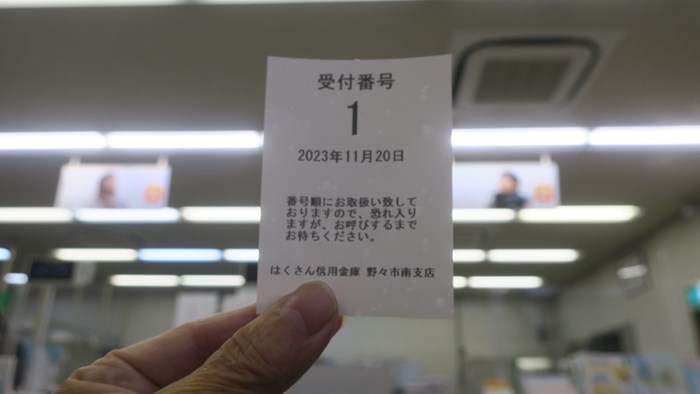 受付番号
1
2023年11月20日
番号順にお取扱い致して
おりますので、恐れ入り
ますが、お呼びするまで
お待ちください。
はくさん信用金庫 野々市南支店